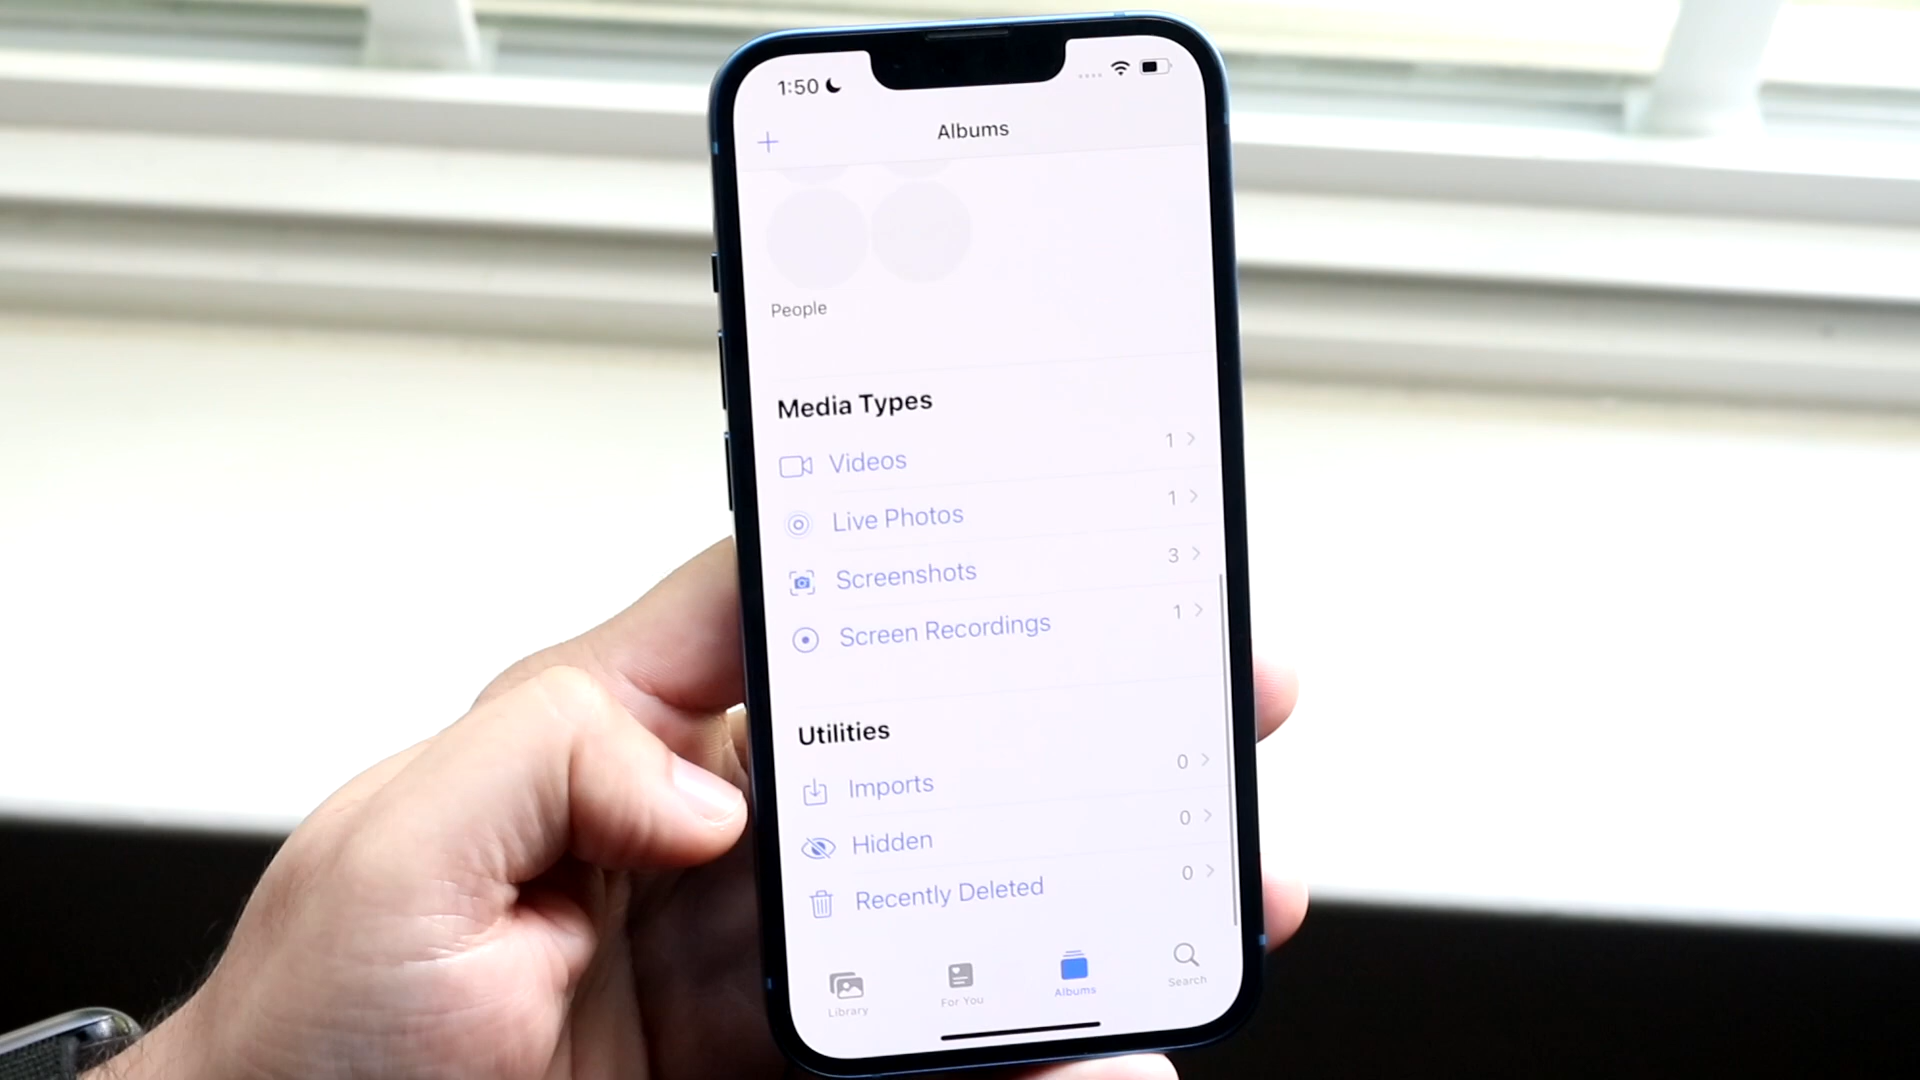 1:50
Albums
People
Media Types
Videos 1
Live Photos 1
Screenshots 3
Screen Recordings 1
Utilities
Imports 0
Hidden 0
Recently Deleted 0
Library For You Albums Search